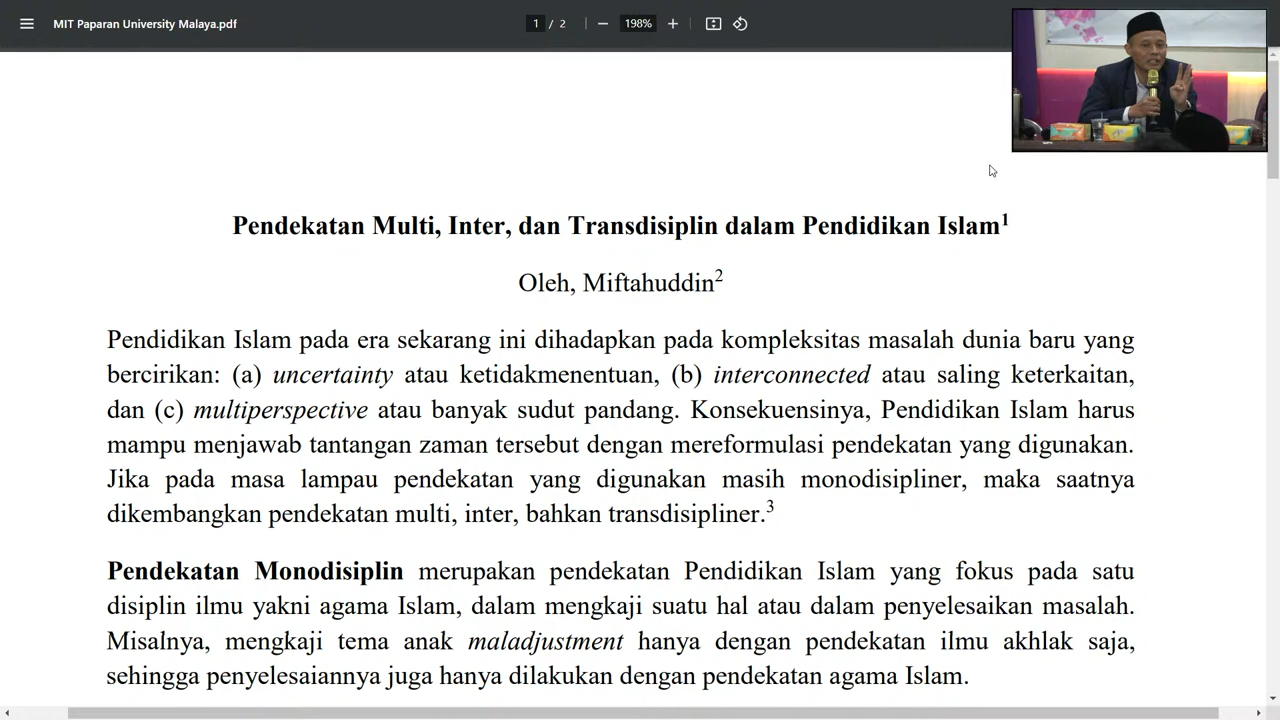 MIT Paparan University Malaya.pdf
1 / 2
198%
Pendekatan Multi, Inter, dan Transdisiplin dalam Pendidikan Islam1
Oleh, Miftahuddin2
Pendidikan Islam pada era sekarang ini dihadapkan pada kompleksitas masalah dunia baru yang
bercirikan: (a) uncertainty atau ketidakmenentuan, (b) interconnected atau saling keterkaitan,
dan (c) multiperspective atau banyak sudut pandang. Konsekuensinya, Pendidikan Islam harus
mampu menjawab tantangan zaman tersebut dengan mereformulasi pendekatan yang digunakan.
Jika pada masa lampau pendekatan yang digunakan masih monodisipliner, maka saatnya
dikembangkan pendekatan multi, inter, bahkan transdisipliner.3
Pendekatan Monodisiplin merupakan pendekatan Pendidikan Islam yang fokus pada satu
disiplin ilmu yakni agama Islam, dalam mengkaji suatu hal atau dalam penyelesaikan masalah.
Misalnya, mengkaji tema anak maladjustment hanya dengan pendekatan ilmu akhlak saja,
sehingga penyelesaiannya juga hanya dilakukan dengan pendekatan agama Islam.